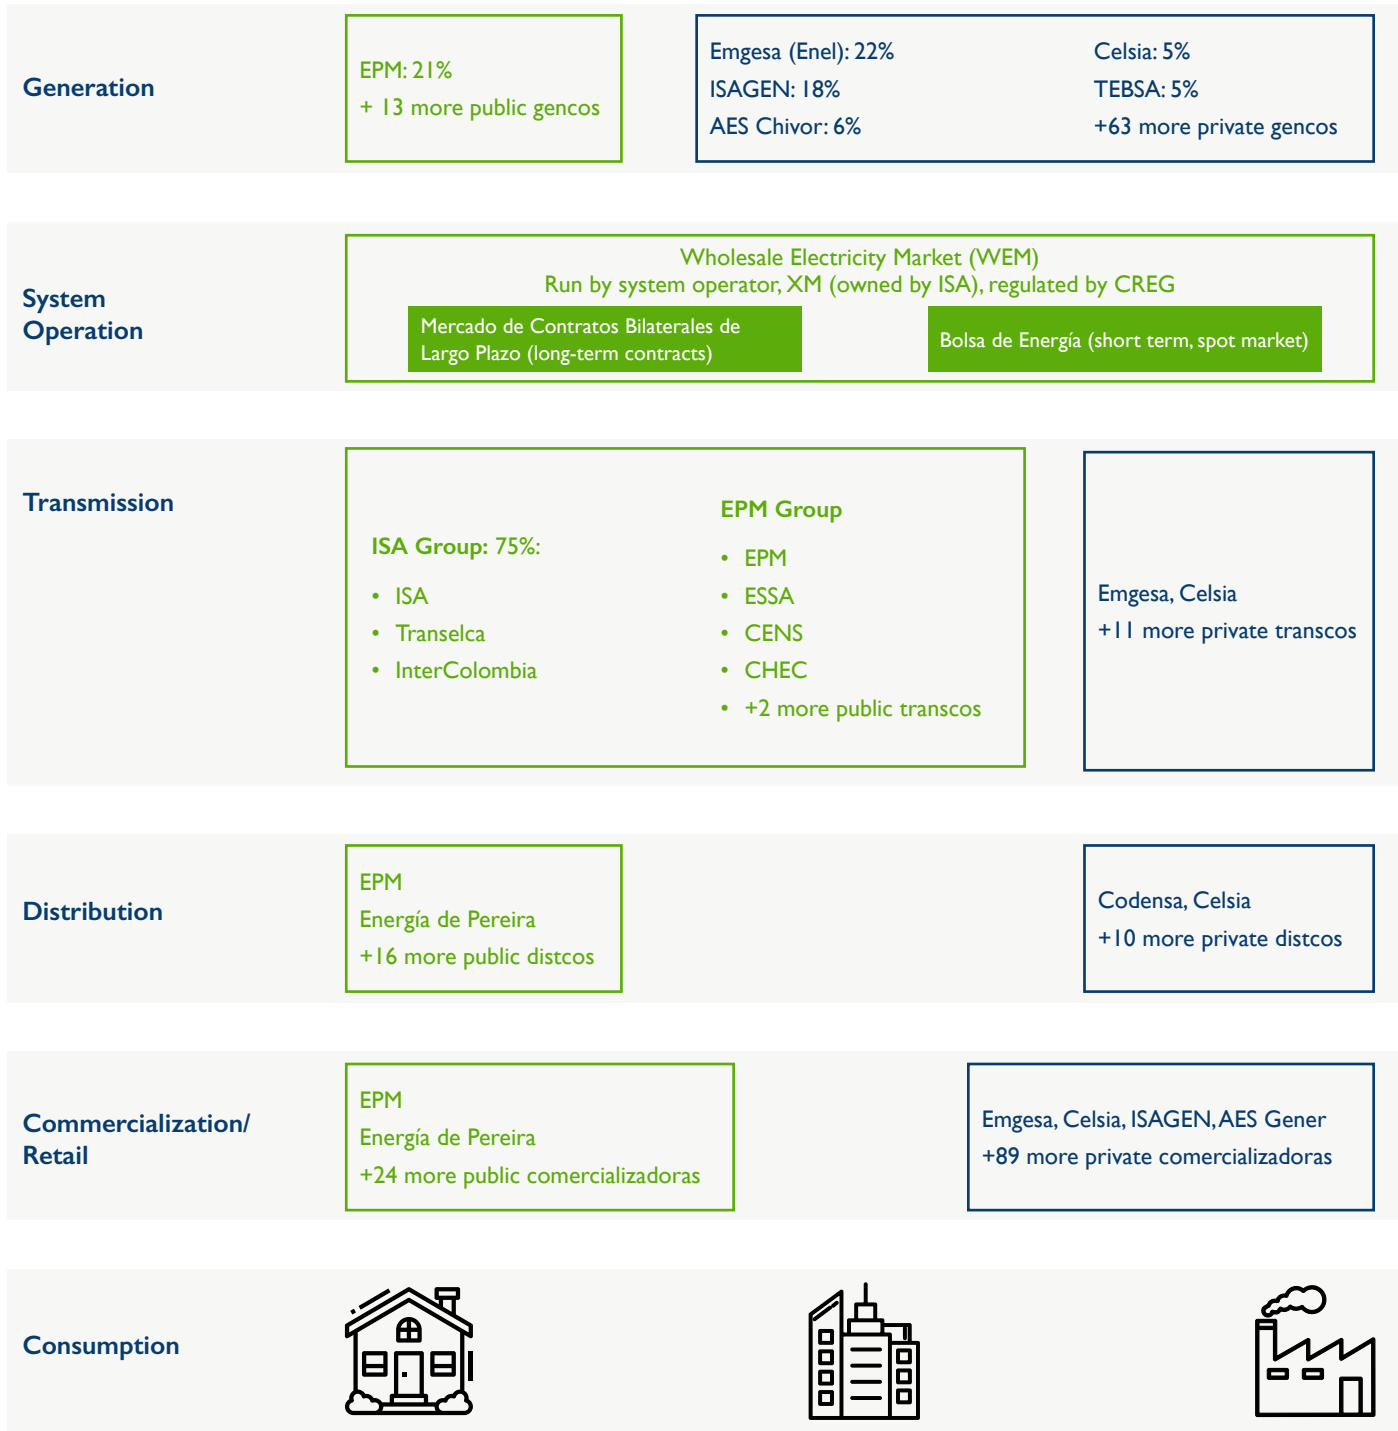 Generation
EPM: 21%
+ 13 more public gencos
Emgesa (Enel): 22%
ISAGEN: 18%
AES Chivor: 6%
Celsia: 5%
TEBSA: 5%
+63 more private gencos
System
Operation
Wholesale Electricity Market (WEM)
Run by system operator, XM (owned by ISA), regulated by CREG
Mercado de Contratos Bilaterales de
Largo Plazo (long-term contracts)
Bolsa de Energía (short term, spot market)
Transmission
ISA Group: 75%:
• ISA
• Transelca
• InterColombia
EPM Group
• EPM
• ESSA
• CENS
• CHEC
• +2 more public transcos
Emgesa, Celsia
+11 more private transcos
Distribution
EPM
Energía de Pereira
+16 more public distcos
Codensa, Celsia
+10 more private distcos
Commercialization/
Retail
EPM
Energía de Pereira
+24 more public comercializadoras
Emgesa, Celsia, ISAGEN, AES Gener
+89 more private comercializadoras
Consumption